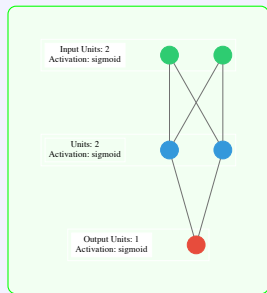 Input Units: 2
Activation: sigmoid
Units: 2
Activation: sigmoid
Output Units: 1
Activation: sigmoid